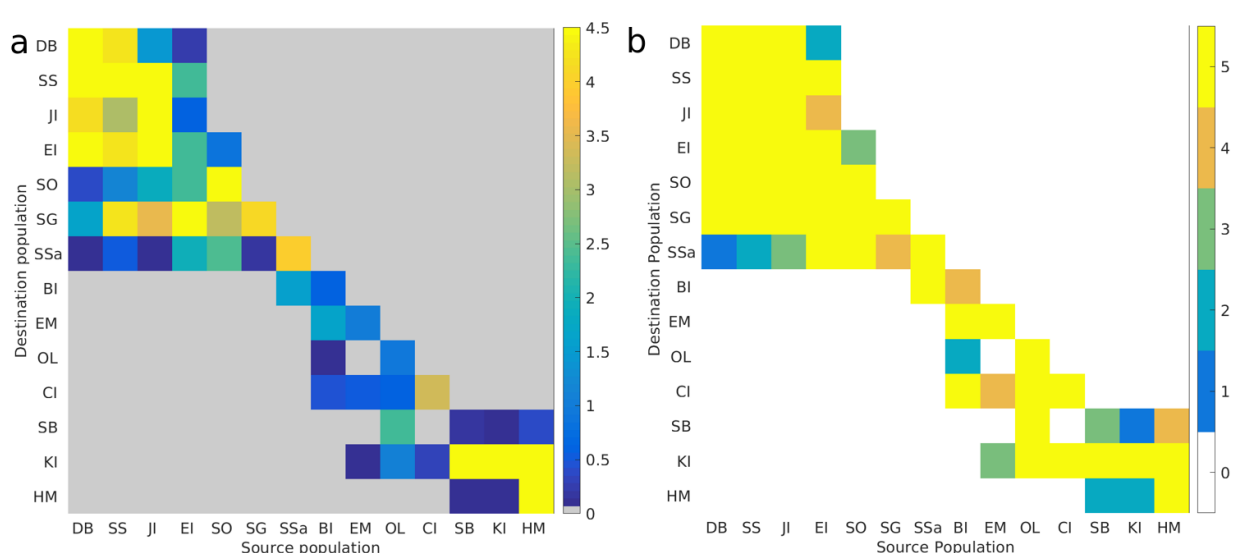 a
DB
SS
JI
EI
SO
SG
SSa
BI
EM
OL
CI
SB
KI
HM
Destination population
DB SS JI EI SO SG SSa BI EM OL CI SB KI HM
Source population
4.5
4
3.5
3
2.5
2
1.5
1
0.5
0
b
DB
SS
JI
EI
SO
SG
SSa
BI
EM
OL
CI
SB
KI
HM
Destination Population
DB SS JI EI SO SG SSa BI EM OL CI SB KI HM
Source Population
5
4
3
2
1
0